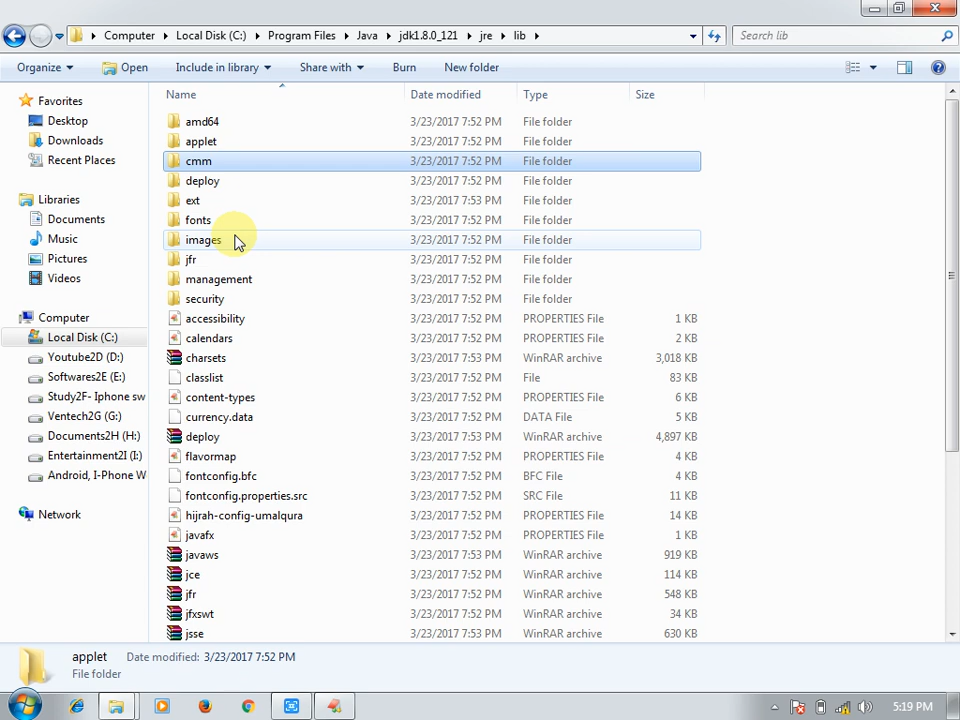 Computer Local Disk (C:) Program Files Java jdk1.8.0_121 jre lib Search lib
Organize Open Include in library Share with Burn New folder
Favorites
Desktop
Downloads
Recent Places
Libraries
Documents
Music
Pictures
Videos
Computer
Local Disk (C:)
Youtube2D (D:)
Softwares2E (E:)
Study2F- Iphone sw
Ventech2G (G:)
Documents2H (H:)
Entertainment2I (I:)
Android, I-Phone W
Network
Name Date modified Type Size
amd64 3/23/2017 7:52 PM File folder
applet 3/23/2017 7:52 PM File folder
cmm 3/23/2017 7:52 PM File folder
deploy 3/23/2017 7:52 PM File folder
ext 3/23/2017 7:53 PM File folder
fonts 3/23/2017 7:52 PM File folder
images 3/23/2017 7:52 PM File folder
jfr 3/23/2017 7:52 PM File folder
management 3/23/2017 7:52 PM File folder
security 3/23/2017 7:52 PM File folder
accessibility 3/23/2017 7:52 PM PROPERTIES File 1 KB
calendars 3/23/2017 7:52 PM PROPERTIES File 2 KB
charsets 3/23/2017 7:53 PM WinRAR archive 3,018 KB
classlist 3/23/2017 7:52 PM File 83 KB
content-types 3/23/2017 7:52 PM PROPERTIES File 6 KB
currency.data 3/23/2017 7:52 PM DATA File 5 KB
deploy 3/23/2017 7:53 PM WinRAR archive 4,897 KB
flavormap 3/23/2017 7:52 PM PROPERTIES File 4 KB
fontconfig.bfc 3/23/2017 7:52 PM BFC File 4 KB
fontconfig.properties.src 3/23/2017 7:52 PM SRC File 11 KB
hijrah-config-umalqura 3/23/2017 7:52 PM PROPERTIES File 14 KB
javafx 3/23/2017 7:52 PM PROPERTIES File 1 KB
javaws 3/23/2017 7:53 PM WinRAR archive 919 KB
jce 3/23/2017 7:52 PM WinRAR archive 114 KB
jfr 3/23/2017 7:52 PM WinRAR archive 548 KB
jfxswt 3/23/2017 7:52 PM WinRAR archive 34 KB
jsse 3/23/2017 7:53 PM WinRAR archive 630 KB
applet Date modified: 3/23/2017 7:52 PM
File folder
5:19 PM